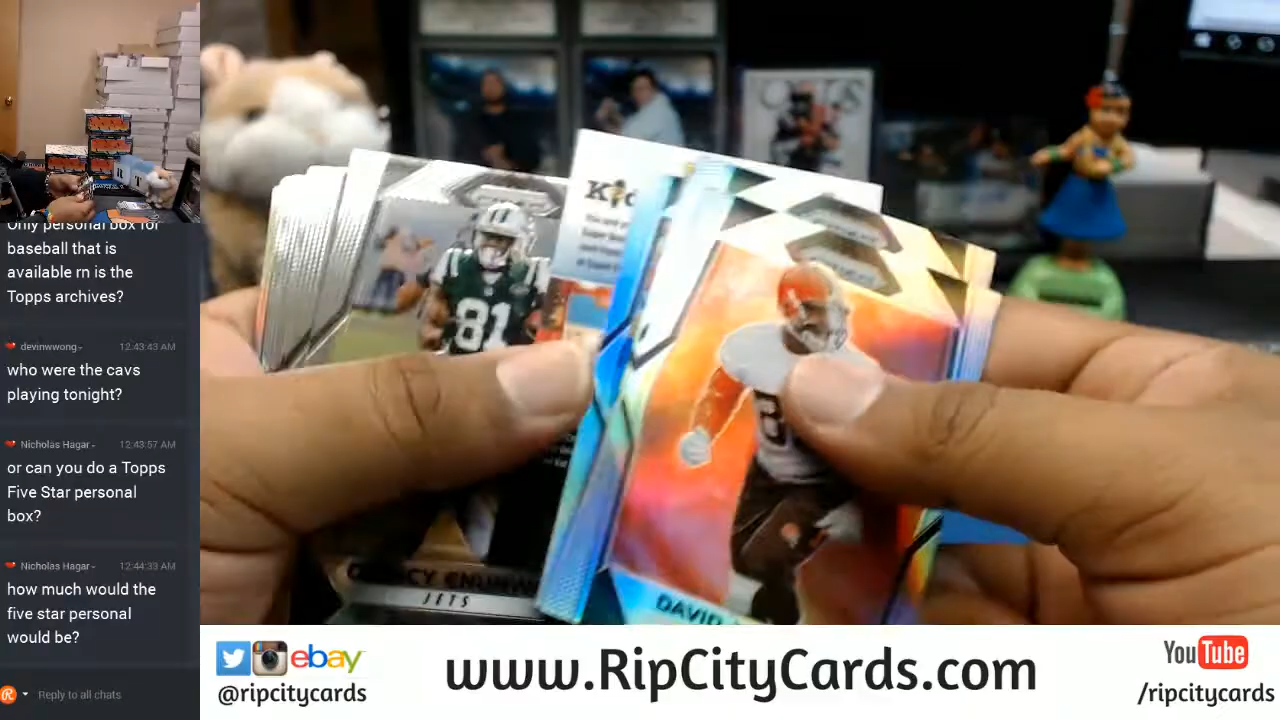 Only personal box for
baseball that is
available rn is the
Topps archives?
devinwwong
12:43:43 AM
who were the cavs
playing tonight?
Nicholas Hagar
12:43:57 AM
or can you do a Topps
Five Star personal
box?
Nicholas Hagar
12:44:33 AM
how much would the
five star personal
would be?
Reply to all chats
81
JETS
DAVID
ebay
@ripcitycards
www.RipCityCards.com
YouTube
/ripcitycards